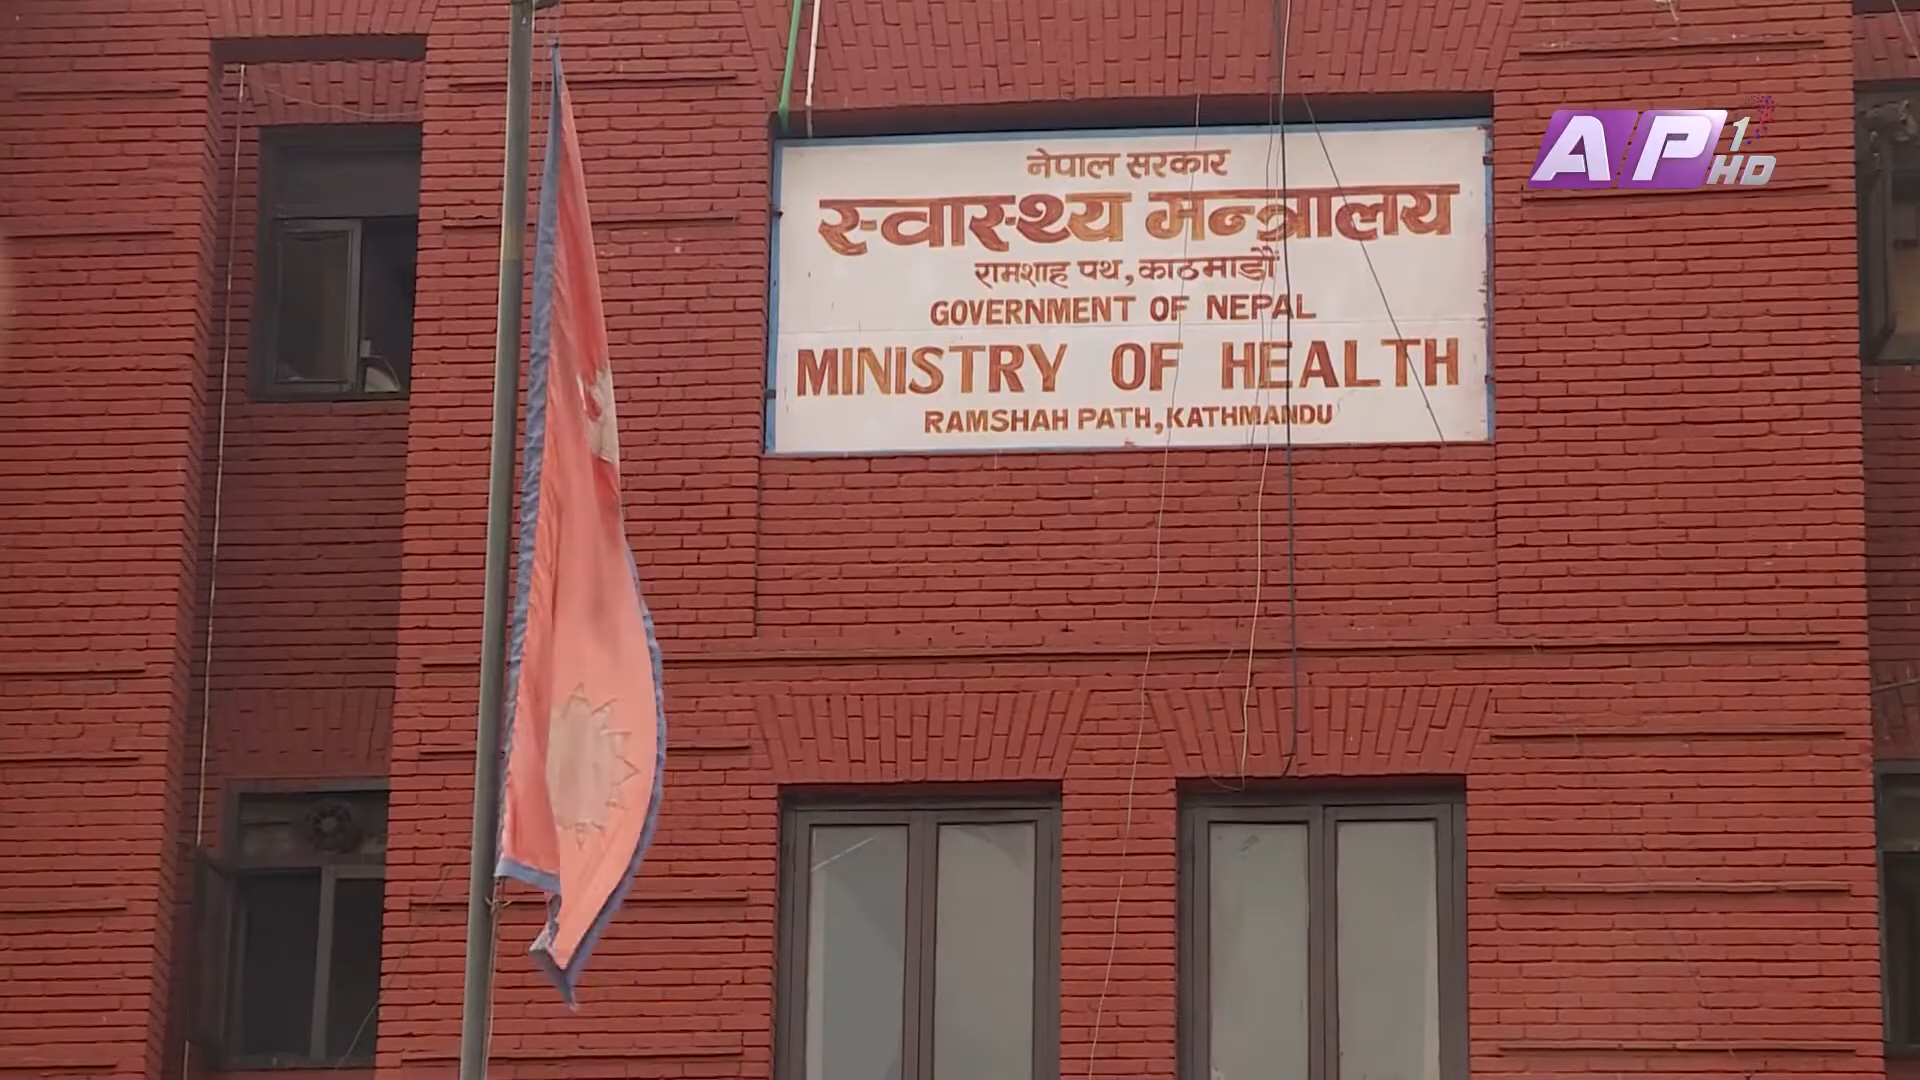 नेपाल सरकार
स्वास्थ्य मन्त्रालय
रामशाह पथ, काठमाडौं
GOVERNMENT OF NEPAL
MINISTRY OF HEALTH
RAMSHAH PATH, KATHMANDU
AP1
HD